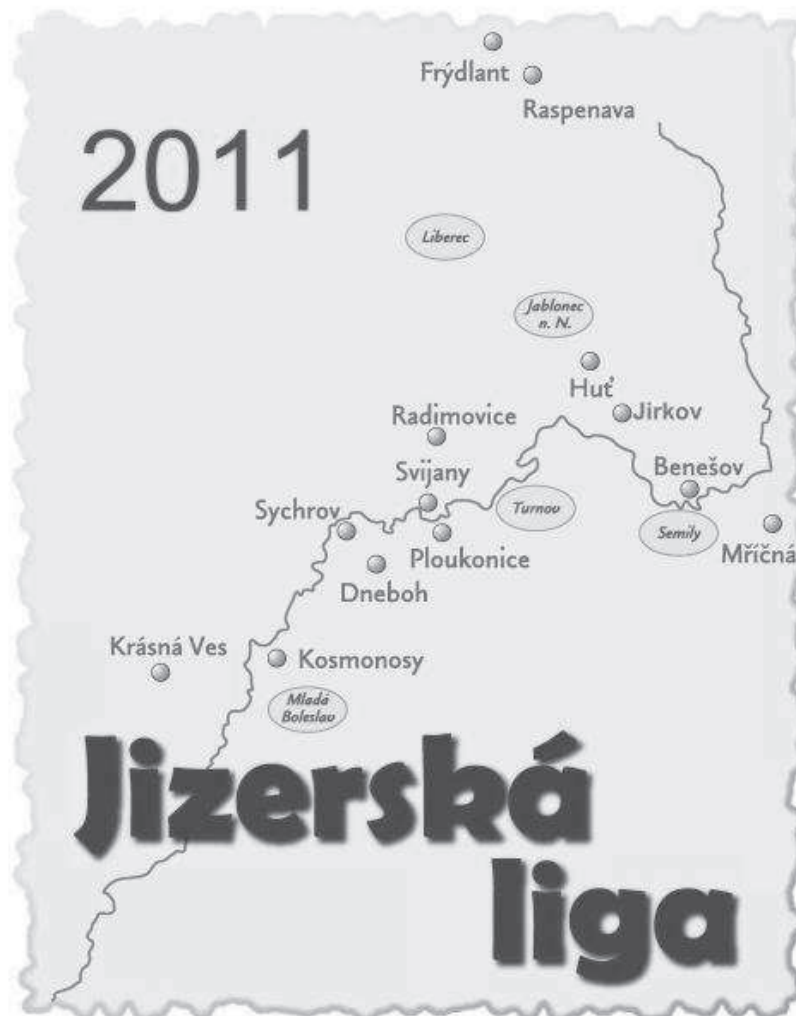 Frýdlant
Raspenava
2011
Liberec
Jablonec
n. N.
Huť
Jirkov
Radimovice
Benešov
Svijany
Sychrov
Turnov
Semily
Ploukonice
Mříčná
Dneboh
Krásná Ves
Kosmonosy
Mladá
Boleslav
Jizerská
liga